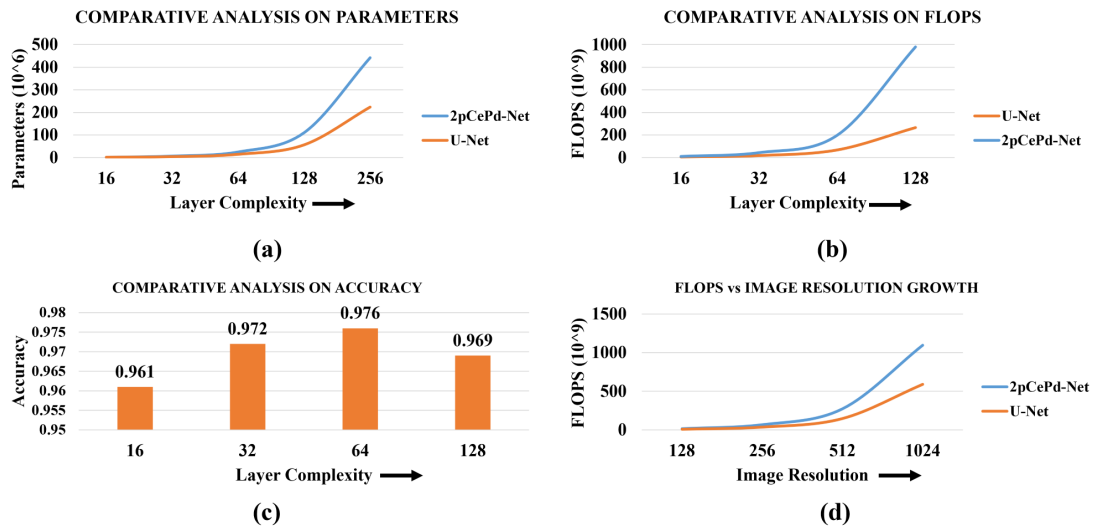 COMPARATIVE ANALYSIS ON PARAMETERS
Parameters (10^6)
500
400
300
200
100
0
16 32 64 128 256
Layer Complexity
2pCePd-Net
U-Net
(a)
COMPARATIVE ANALYSIS ON FLOPS
FLOPS (10^9)
1000
800
600
400
200
0
16 32 64 128
Layer Complexity
U-Net
2pCePd-Net
(b)
COMPARATIVE ANALYSIS ON ACCURACY
Accuracy
0.98
0.975
0.97
0.965
0.96
0.955
0.95
0.961
0.972
0.976
0.969
16 32 64 128
Layer Complexity
(c)
FLOPS vs IMAGE RESOLUTION GROWTH
FLOPS (10^9)
1500
1000
500
0
128 256 512 1024
Image Resolution
2pCePd-Net
U-Net
(d)